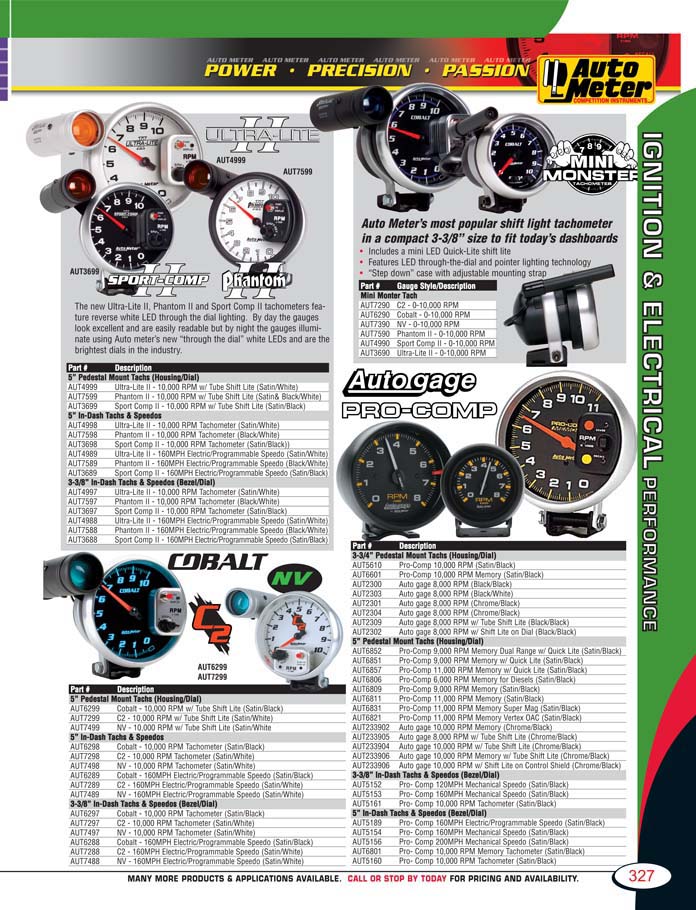 AUTO METER AUTO METER AUTO METER AUTO METER AUTO METER AUTO METER
POWER · PRECISION · PASSION
Auto Meter
COMPETITION INSTRUMENTS
IGNITION & ELECTRICAL PERFORMANCE
ULTRA-LITE II
AUT4999
AUT7599
AUT3699
SPORT-COMP II
Phantom II
The new Ultra-Lite II, Phantom II and Sport Comp II tachometers fea-
ture reverse white LED through the dial lighting. By day the gauges
look excellent and are easily readable but by night the gauges illumi-
nate using Auto meter's new "through the dial" white LEDs and are the
brightest dials in the industry.
Part # Description
5" Pedestal Mount Tachs (Housing/Dial)
AUT4999 Ultra-Lite II - 10,000 RPM w/ Tube Shift Lite (Satin/White)
AUT7599 Phantom II - 10,000 RPM w/ Tube Shift Lite (Satin& Black/White)
AUT3699 Sport Comp II - 10,000 RPM w/ Tube Shift Lite (Satin/Black)
5" In-Dash Tachs & Speedos
AUT4998 Ultra-Lite II - 10,000 RPM Tachometer (Satin/White)
AUT7598 Phantom II - 10,000 RPM Tachometer (Black/White)
AUT3698 Sport Comp II - 10,000 RPM Tachometer (Satin/Black))
AUT4989 Ultra-Lite II - 160MPH Electric/Programmable Speedo (Satin/White)
AUT7589 Phantom II - 160MPH Electric/Programmable Speedo (Black/White)
AUT3689 Sport Comp II - 160MPH Electric/Programmable Speedo (Satin/Black)
3-3/8" In-Dash Tachs & Speedos (Bezel/Dial)
AUT4997 Ultra-Lite II - 10,000 RPM Tachometer (Satin/White)
AUT7597 Phantom II - 10,000 RPM Tachometer (Black/White)
AUT3697 Sport Comp II - 10,000 RPM Tachometer (Satin/Black)
AUT4988 Ultra-Lite II - 160MPH Electric/Programmable Speedo (Satin/White)
AUT7588 Phantom II - 160MPH Electric/Programmable Speedo (Black/White)
AUT3688 Sport Comp II - 160MPH Electric/Programmable Speedo (Satin/Black)
COBALT
NV
C2
AUT6299
AUT7299
Part # Description
5" Pedestal Mount Tachs (Housing/Dial)
AUT6299 Cobalt - 10,000 RPM w/ Tube Shift Lite (Satin/Black)
AUT7299 C2 - 10,000 RPM w/ Tube Shift Lite (Satin/White)
AUT7499 NV - 10,000 RPM w/ Tube Shift Lite (Satin/White
5" In-Dash Tachs & Speedos
AUT6298 Cobalt - 10,000 RPM Tachometer (Satin/Black)
AUT7298 C2 - 10,000 RPM Tachometer (Satin/White)
AUT7498 NV - 10,000 RPM Tachometer (Satin/White)
AUT6289 Cobalt - 160MPH Electric/Programmable Speedo (Satin/Black)
AUT7289 C2 - 160MPH Electric/Programmable Speedo (Satin/White)
AUT7489 NV - 160MPH Electric/Programmable Speedo (Satin/White)
3-3/8" In-Dash Tachs & Speedos (Bezel/Dial)
AUT6297 Cobalt - 10,000 RPM Tachometer (Satin/Black)
AUT7297 C2 - 10,000 RPM Tachometer (Satin/White)
AUT7497 NV - 10,000 RPM Tachometer (Satin/Black)
AUT6288 Cobalt - 160MPH Electric/Programmable Speedo (Satin/Black)
AUT7288 C2 - 160MPH Electric/Programmable Speedo (Satin/White)
AUT7488 NV - 160MPH Electric/Programmable Speedo (Satin/White)
MINI
MONSTER
TACHOMETER
Auto Meter's most popular shift light tachometer
in a compact 3-3/8" size to fit today's dashboards
• Includes a mini LED Quick-Lite shift lite
• Features LED through-the-dial and pointer lighting technology
• "Step down" case with adjustable mounting strap
Part # Gauge Style/Description
Mini Monter Tach
AUT7290 C2 - 0-10,000 RPM
AUT6290 Cobalt - 0-10,000 RPM
AUT7390 NV - 0-10,000 RPM
AUT7590 Phantom II - 0-10,000 RPM
AUT4990 Sport Comp II - 0-10,000 RPM
AUT3690 Ultra-Lite II - 0-10,000 RPM
Autogage
PRO-COMP
Part # Description
3-3/4" Pedestal Mount Tachs (Housing/Dial)
AUT5610 Pro-Comp 10,000 RPM (Satin/Black)
AUT6601 Pro-Comp 10,000 RPM Memory (Satin/Black)
AUT2300 Auto gage 8,000 RPM (Black/Black)
AUT2303 Auto gage 8,000 RPM (Black/White)
AUT2301 Auto gage 8,000 RPM (Chrome/Black)
AUT2304 Auto gage 8,000 RPM (Chrome/Black)
AUT2309 Auto gage 8,000 RPM w/ Tube Shift Lite (Black/Black)
AUT2302 Auto gage 8,000 RPM w/ Shift Lite on Dial (Black/Black)
5" Pedestal Mount Tachs (Housing/Dial)
AUT6852 Pro-Comp 9,000 RPM Memory Dual Range w/ Quick Lite (Satin/Black)
AUT6851 Pro-Comp 9,000 RPM Memory w/ Quick Lite (Satin/Black)
AUT6857 Pro-Comp 11,000 RPM Memory w/ Quick Lite (Satin/Black)
AUT6806 Pro-Comp 6,000 RPM Memory for Diesels (Satin/Black)
AUT6809 Pro-Comp 9,000 RPM Memory (Satin/Black)
AUT6811 Pro-Comp 11,000 RPM Memory (Satin/Black)
AUT6831 Pro-Comp 11,000 RPM Memory Super Mag (Satin/Black)
AUT6821 Pro-Comp 11,000 RPM Memory Vertex OAC (Satin/Black)
AUT233902 Auto gage 10,000 RPM Memory (Chrome/Black)
AUT233905 Auto gage 8,000 RPM w/ Tube Shift Lite (Chrome/Black)
AUT233904 Auto gage 10,000 RPM w/ Tube Shift Lite (Chrome/Black)
AUT233906 Auto gage 10,000 RPM Memory w/ Tube Shift Lite (Chrome/Black)
AUT233906 Auto gage 10,000 RPM w/ Shift Lite on Control Shield (Chrome/Black)
3-3/8" In-Dash Tachs & Speedos (Bezel/Dial)
AUT5152 Pro- Comp 120MPH Mechanical Speedo (Satin/Black)
AUT5153 Pro- Comp 160MPH Mechanical Speedo (Satin/Black)
AUT5161 Pro- Comp 10,000 RPM Tachometer (Satin/Black)
5" In-Dash Tachs & Speedos (Bezel/Dial)
AUT5189 Pro- Comp 160MPH Electric/Programmable Speedo (Satin/Black)
AUT5154 Pro- Comp 160MPH Mechanical Speedo (Satin/Black)
AUT5156 Pro- Comp 200MPH Mechanical Speedo (Satin/Black)
AUT6801 Pro- Comp 10,000 RPM Memory Tachometer (Satin/Black)
AUT5160 Pro- Comp 10,000 RPM Tachometer (Satin/Black)
MANY MORE PRODUCTS & APPLICATIONS AVAILABLE. CALL OR STOP BY TODAY FOR PRICING AND AVAILABILITY.
327